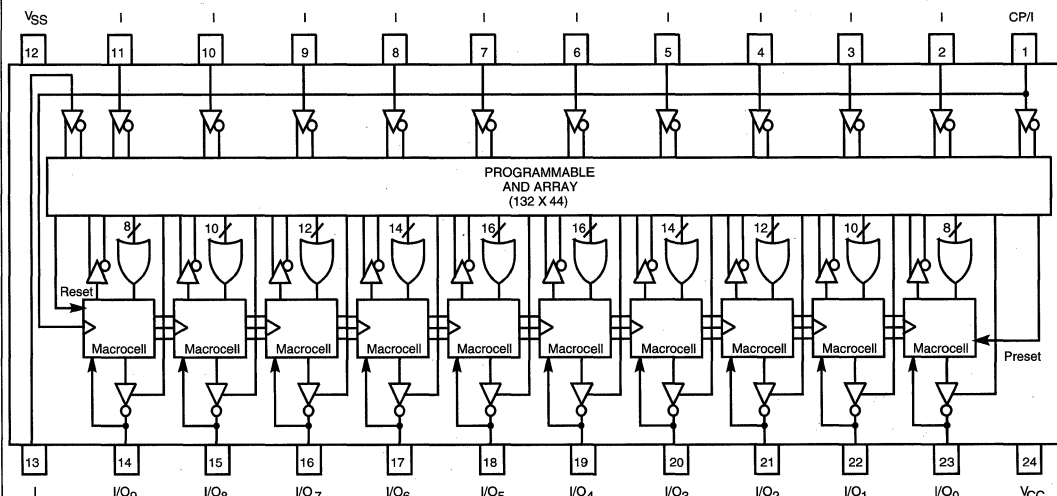 VSS I I I I I I I I I I CP/I
12 11 10 9 8 7 6 5 4 3 2 1
PROGRAMMABLE
AND ARRAY
(132 X 44)
8 10 12 14 16 16 14 12 10 8
Reset
Macrocell Macrocell Macrocell Macrocell Macrocell Macrocell Macrocell Macrocell Macrocell Macrocell
Preset
13 14 15 16 17 18 19 20 21 22 23 24
I I/O9 I/O8 I/O7 I/O6 I/O5 I/O4 I/O3 I/O2 I/O1 I/O0 VCC